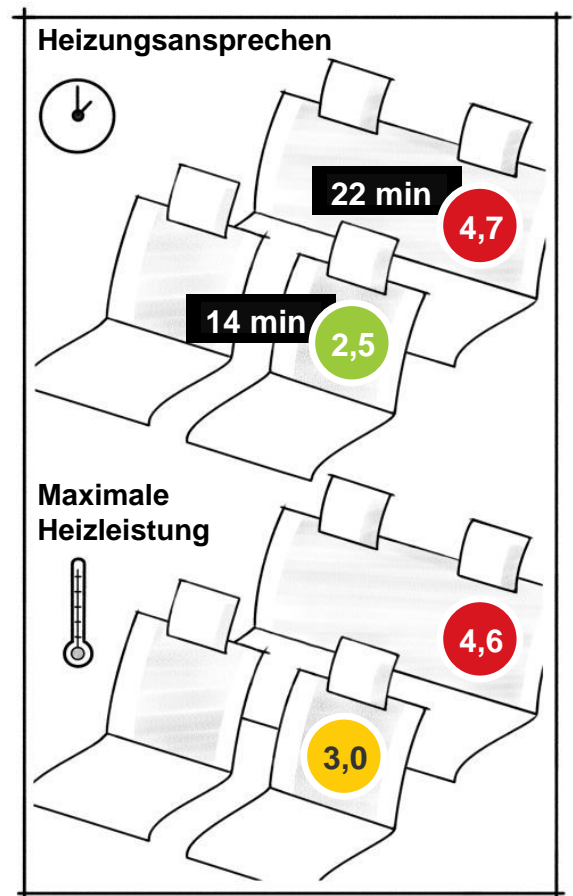 Heizungsansprechen
22 min
4,7
14 min
2,5
Maximale
Heizleistung
4,6
3,0